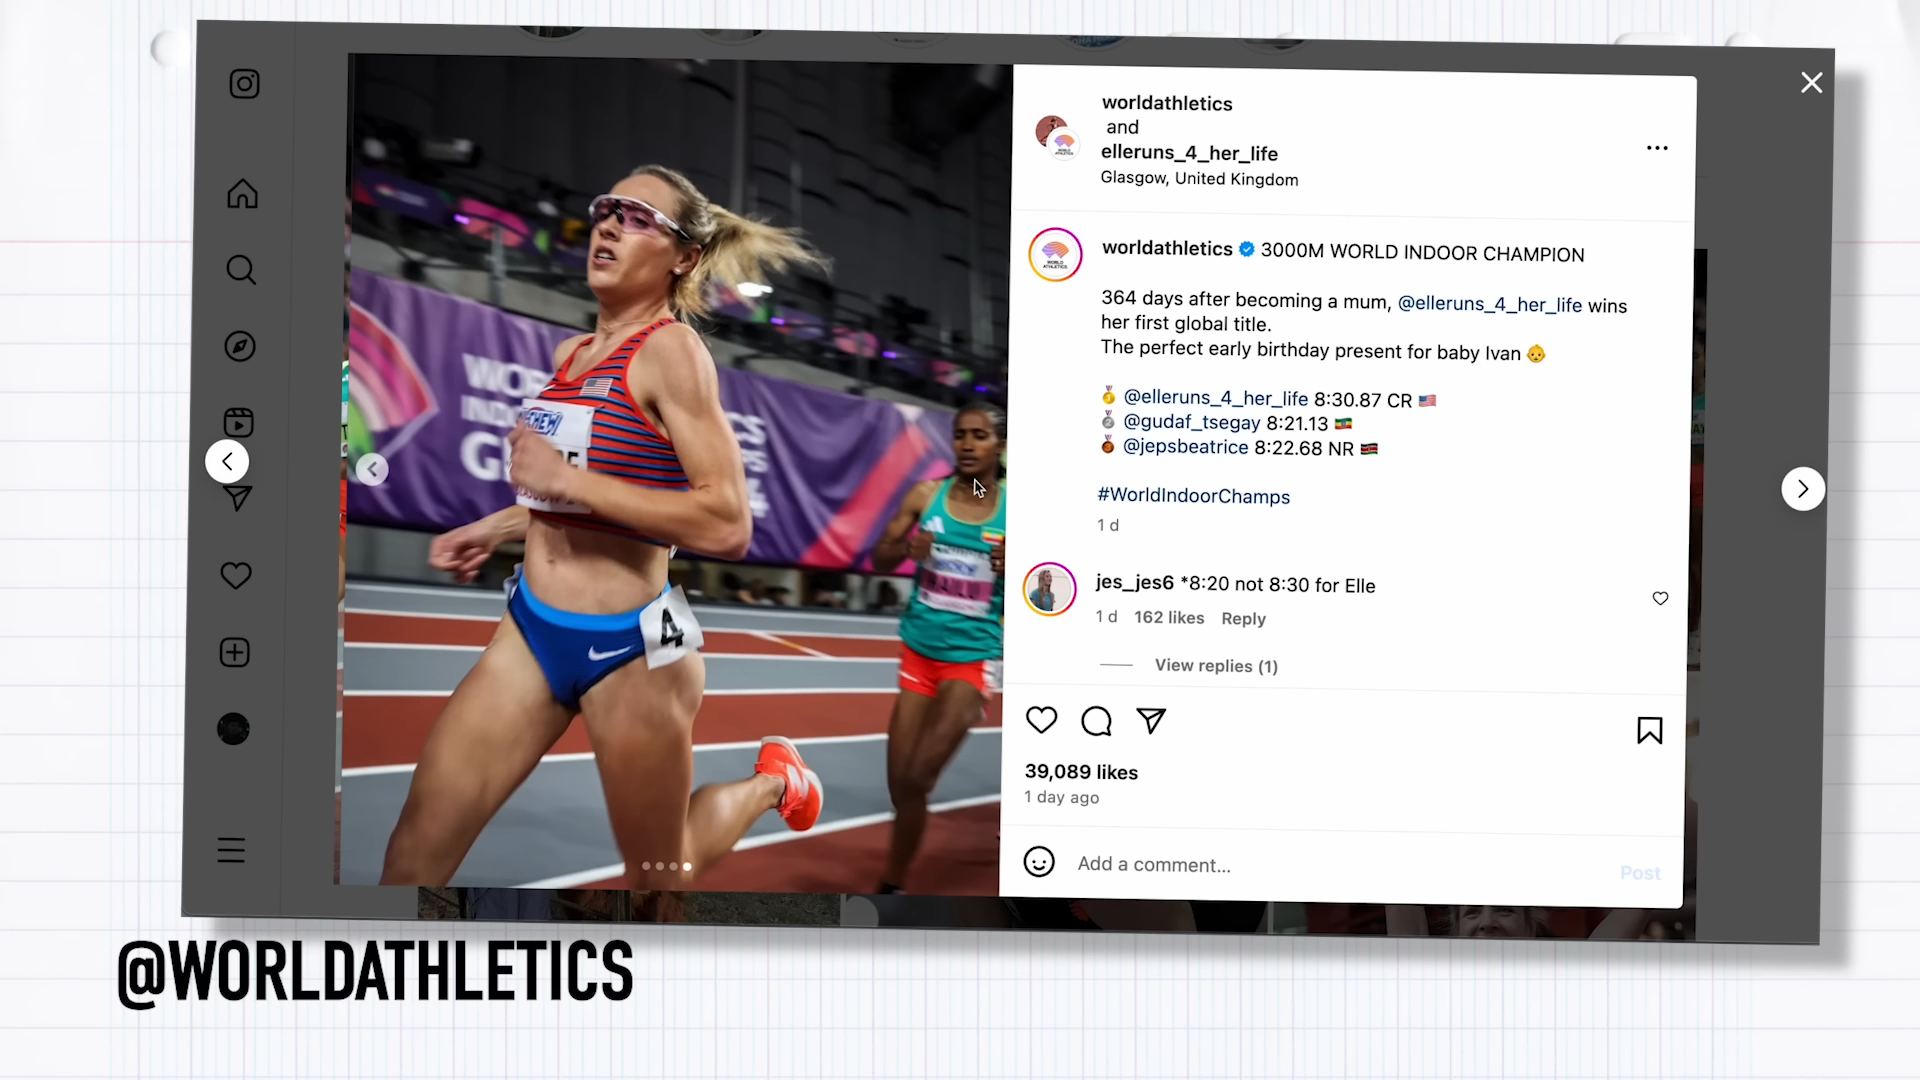 worldathletics
and
elleruns_4_her_life
Glasgow, United Kingdom
worldathletics 3000M WORLD INDOOR CHAMPION
364 days after becoming a mum, @elleruns_4_her_life wins
her first global title.
The perfect early birthday present for baby Ivan 👶
🥇 @elleruns_4_her_life 8:30.87 CR 🇺🇸
🥈 @gudaf_tsegay 8:21.13 🇪🇹
🥉 @jepsbeatrice 8:22.68 NR 🇰🇪
#WorldIndoorChamps
1 d
jes_jes6 *8:20 not 8:30 for Elle
1 d 162 likes Reply
View replies (1)
39,089 likes
1 day ago
Add a comment...
Post
4
@WORLDATHLETICS